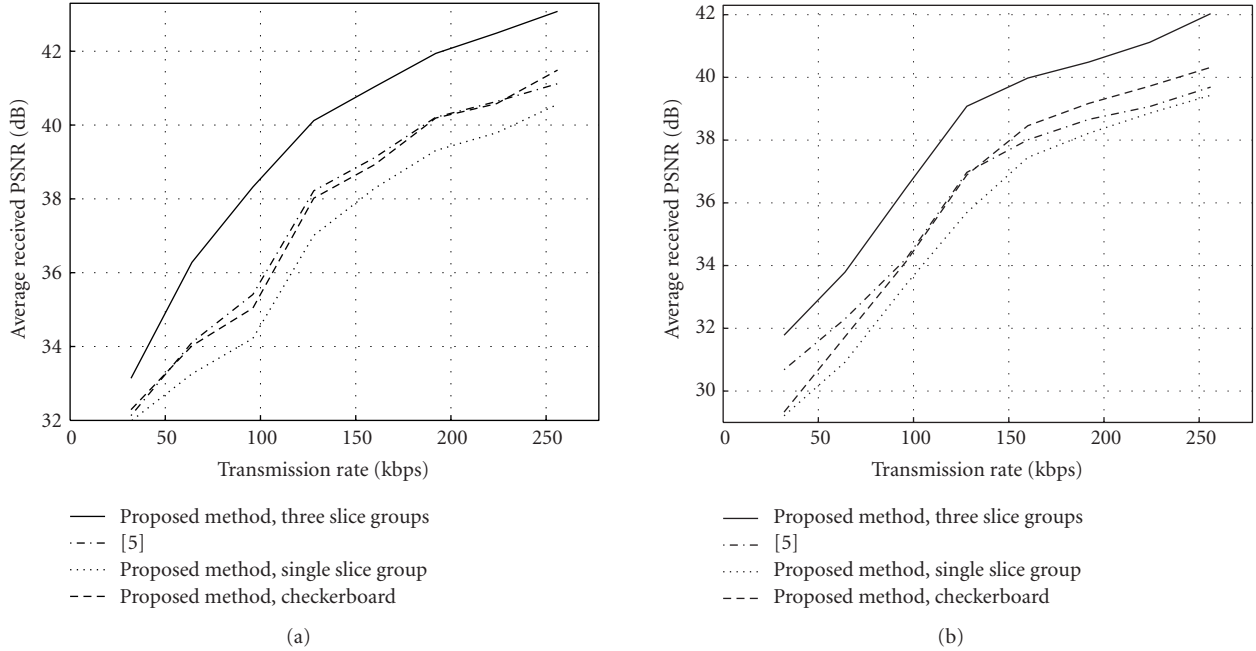 42
40
38
36
34
32
0
50
100
150
200
250
Average received PSNR (dB)
Transmission rate (kbps)
Proposed method, three slice groups
[5]
Proposed method, single slice group
Proposed method, checkerboard
(a)
42
40
38
36
34
32
30
0
50
100
150
200
250
Average received PSNR (dB)
Transmission rate (kbps)
Proposed method, three slice groups
[5]
Proposed method, single slice group
Proposed method, checkerboard
(b)